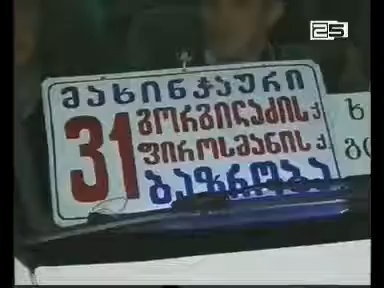 25
მახინჯაური
31 გორგილაძის ქ
ფიროსმანის ქ.
ბაზრობა